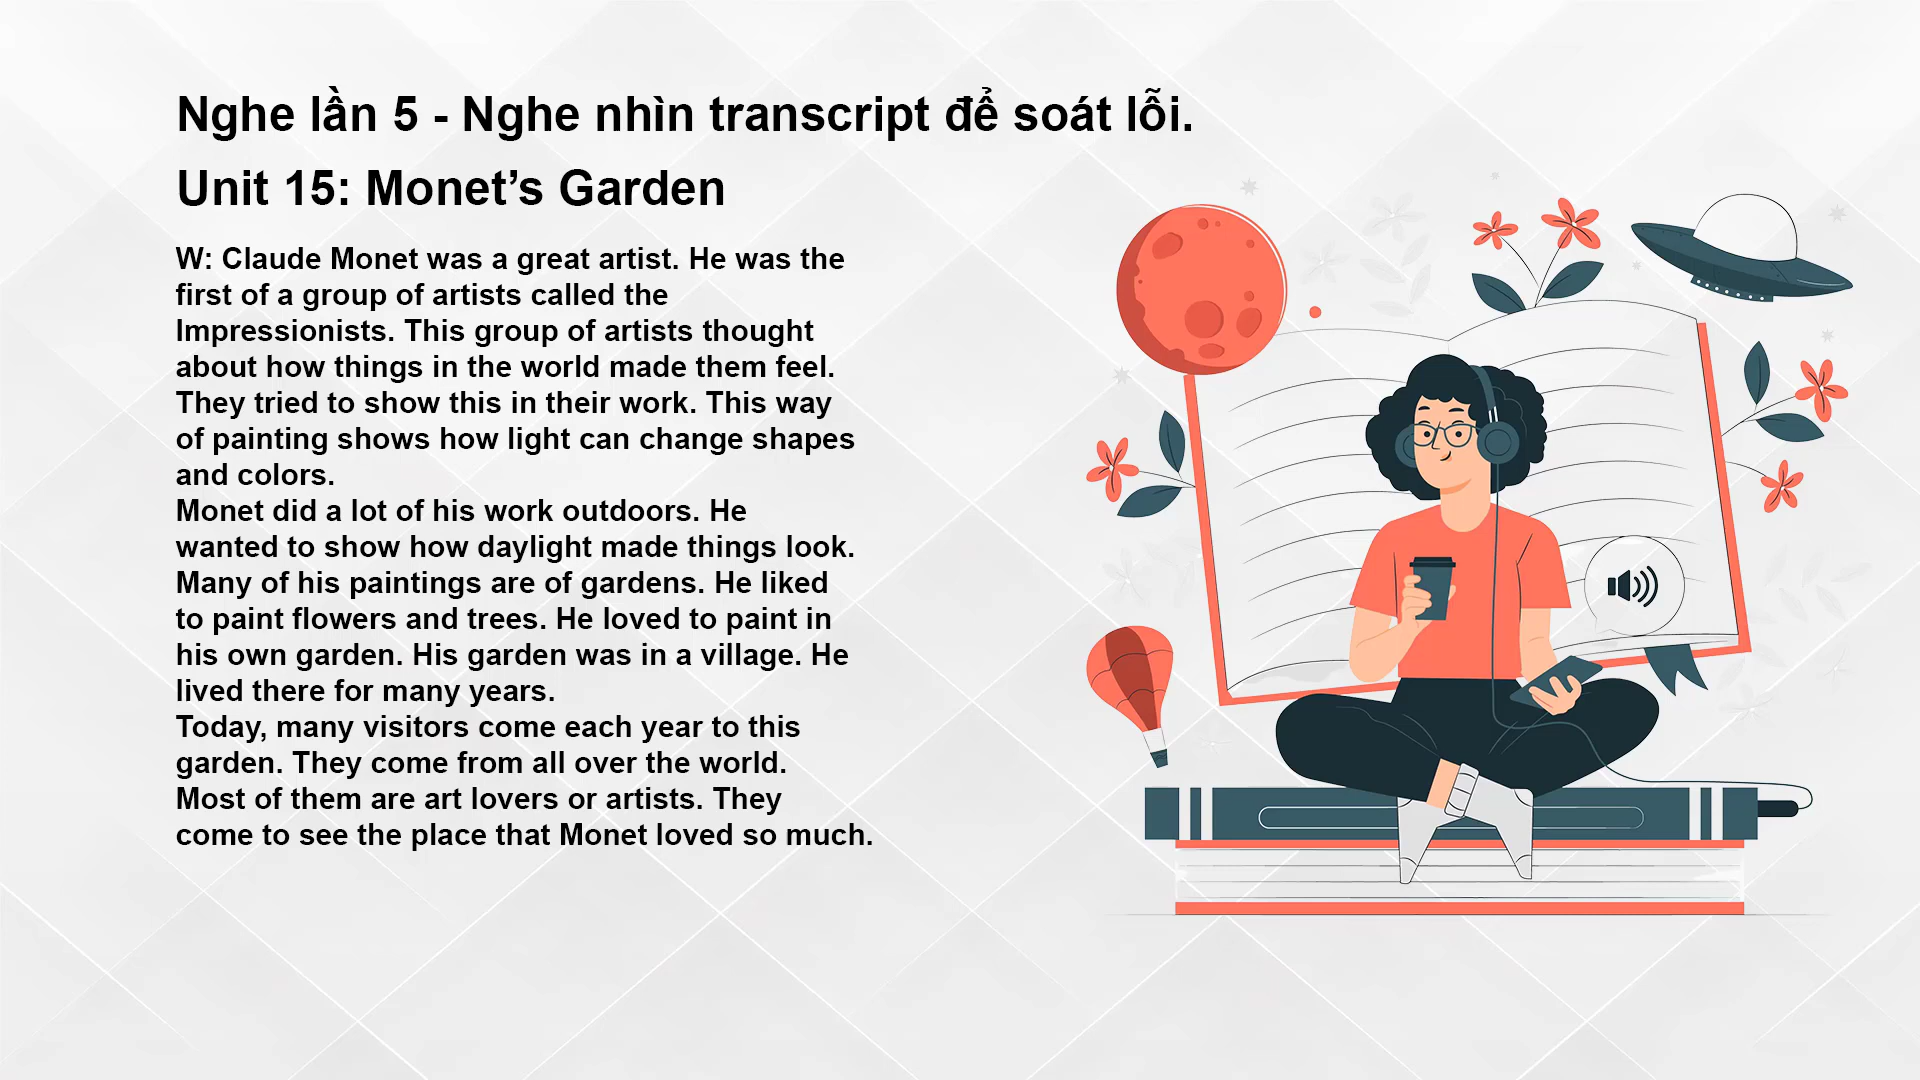 Nghe lần 5 - Nghe nhìn transcript để soát lỗi.
Unit 15: Monet’s Garden
W: Claude Monet was a great artist. He was the
first of a group of artists called the
Impressionists. This group of artists thought
about how things in the world made them feel.
They tried to show this in their work. This way
of painting shows how light can change shapes
and colors.
Monet did a lot of his work outdoors. He
wanted to show how daylight made things look.
Many of his paintings are of gardens. He liked
to paint flowers and trees. He loved to paint in
his own garden. His garden was in a village. He
lived there for many years.
Today, many visitors come each year to this
garden. They come from all over the world.
Most of them are art lovers or artists. They
come to see the place that Monet loved so much.